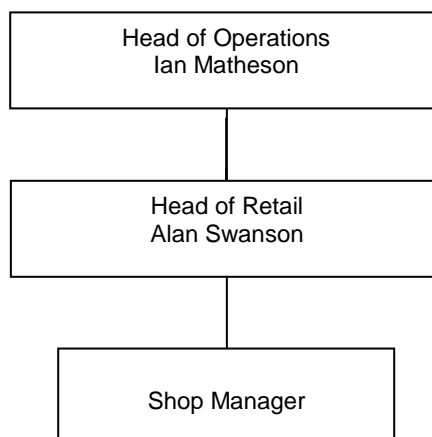 Head of Operations
Ian Matheson
Head of Retail
Alan Swanson
Shop Manager